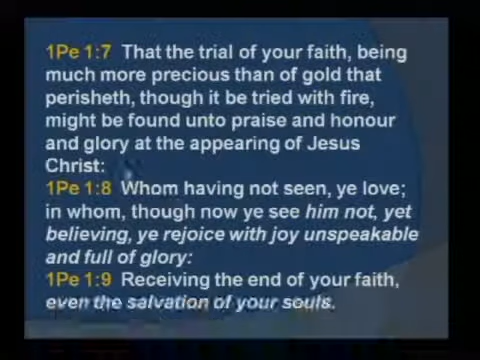 1Pe 1:7 That the trial of your faith, being
much more precious than of gold that
perisheth, though it be tried with fire,
might be found unto praise and honour
and glory at the appearing of Jesus
Christ:
1Pe 1:8 Whom having not seen, ye love;
in whom, though now ye see him not, yet
believing, ye rejoice with joy unspeakable
and full of glory:
1Pe 1:9 Receiving the end of your faith,
even the salvation of your souls.